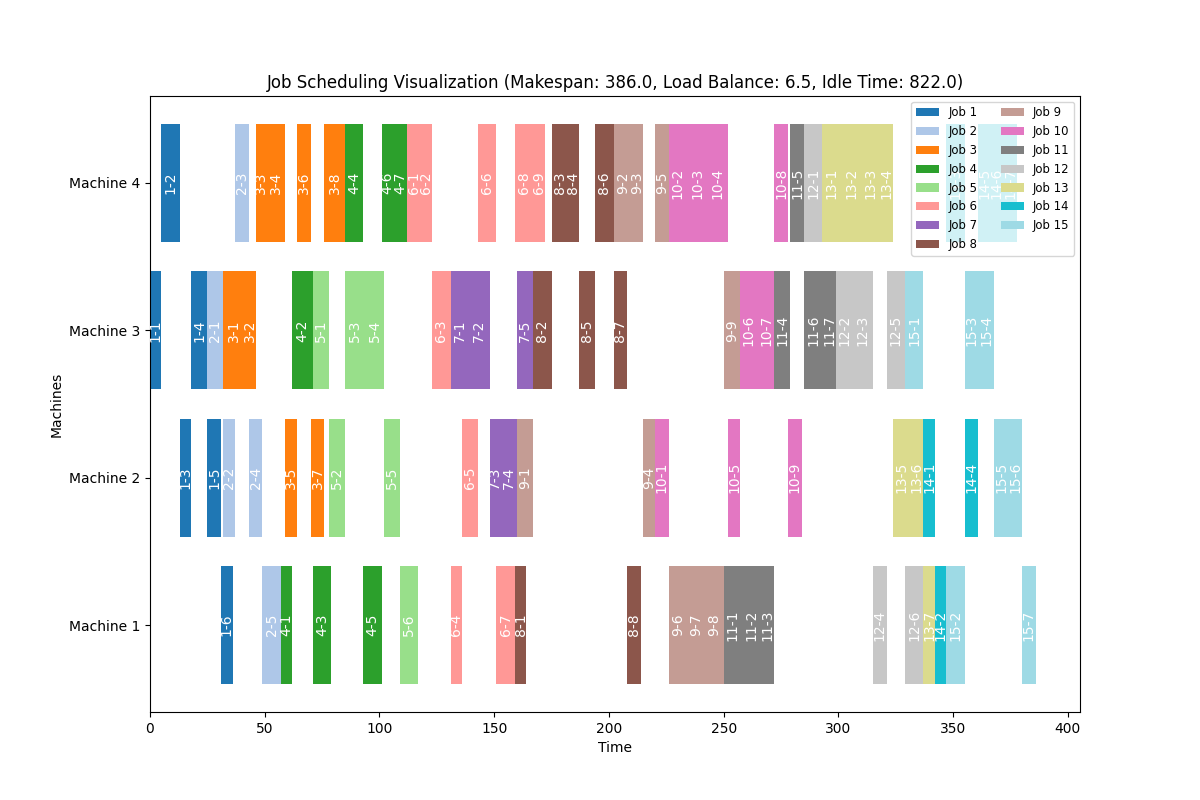 Job Scheduling Visualization (Makespan: 386.0, Load Balance: 6.5, Idle Time: 822.0)
Job 1
Job 2
Job 3
Job 4
Job 5
Job 6
Job 7
Job 8
Job 9
Job 10
Job 11
Job 12
Job 13
Job 14
Job 15
Machines
Machine 4
1-2 2-3 3-3 3-4 3-6 3-8 4-4 4-6 4-7 6-1 6-2 6-6 6-8 6-9 8-3 8-4 8-6 9-2 9-3 9-5 10-2 10-3 10-4 10-8 11-5 12-1 13-1 13-2 13-3 13-4
Machine 3
1-1 1-4 2-1 3-1 3-2 4-2 5-1 5-3 5-4 6-3 7-1 7-2 7-5 8-2 8-5 8-7 9-9 10-6 10-7 11-4 11-6 11-7 12-2 12-3 12-5 15-1 15-3 15-4
Machine 2
1-3 1-5 2-2 2-4 3-5 3-7 5-2 5-5 6-5 7-3 7-4 9-1 9-4 10-1 10-5 10-9 13-5 13-6 14-1 14-4 15-5 15-6
Machine 1
1-6 2-5 4-1 4-3 4-5 5-6 6-4 6-7 8-1 8-8 9-6 9-7 9-8 11-1 11-2 11-3 12-4 12-6 13-7 14-2 15-2 15-7
0 50 100 150 200 250 300 350 400
Time